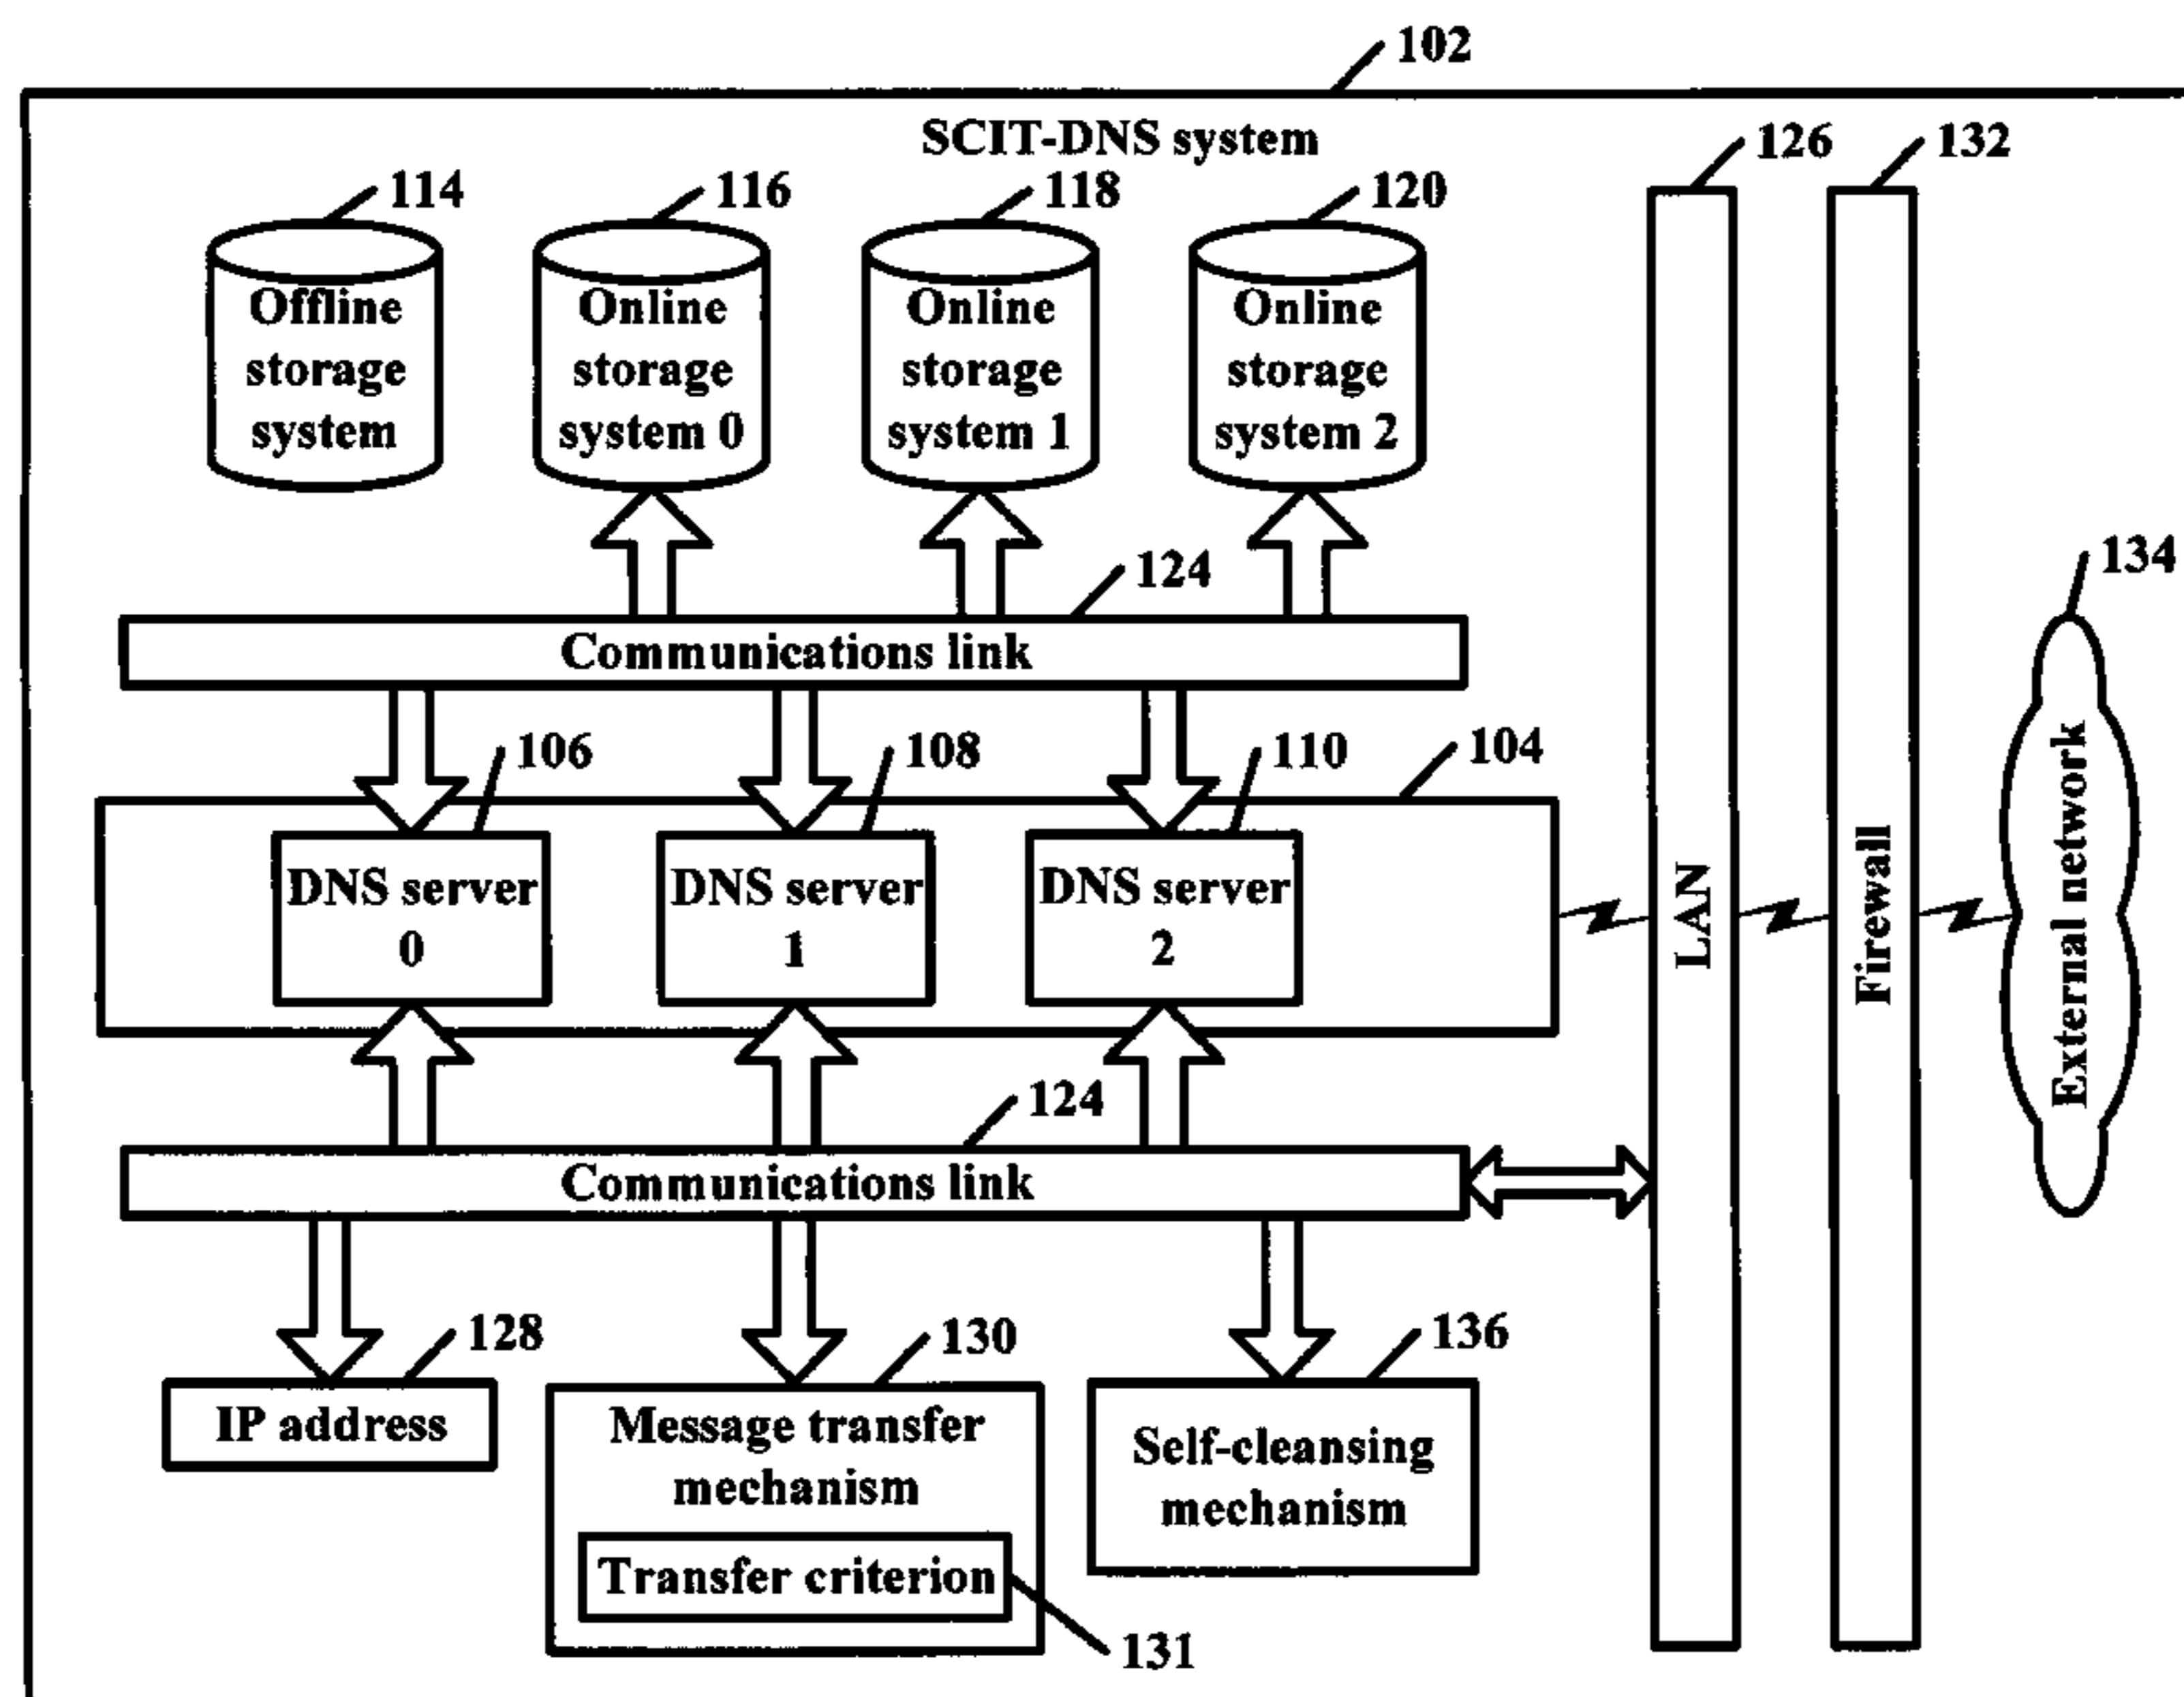 102
SCIT-DNS system
126
132
114
116
118
120
Offline
storage
system
Online
storage
system 0
Online
storage
system 1
Online
storage
system 2
124
134
Communications link
106
108
110
104
DNS server
0
DNS server
1
DNS server
2
LAN
Firewall
External network
124
Communications link
128
130
136
IP address
Message transfer
mechanism
Transfer criterion
131
Self-cleansing
mechanism